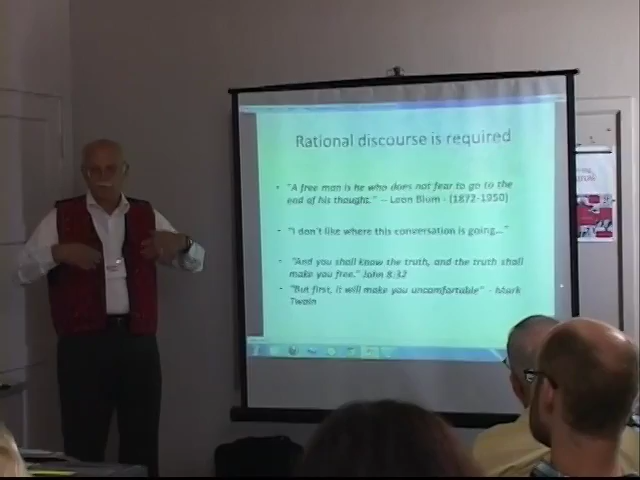 Rational discourse is required
• "A free man is he who does not fear to go to the
end of his thought." -- Leon Blum - (1872-1950)
• "I don't like where this conversation is going..."
• "And you shall know the truth, and the truth shall
make you free." John 8:32
• "But first, it will make you uncomfortable" - Mark
Twain